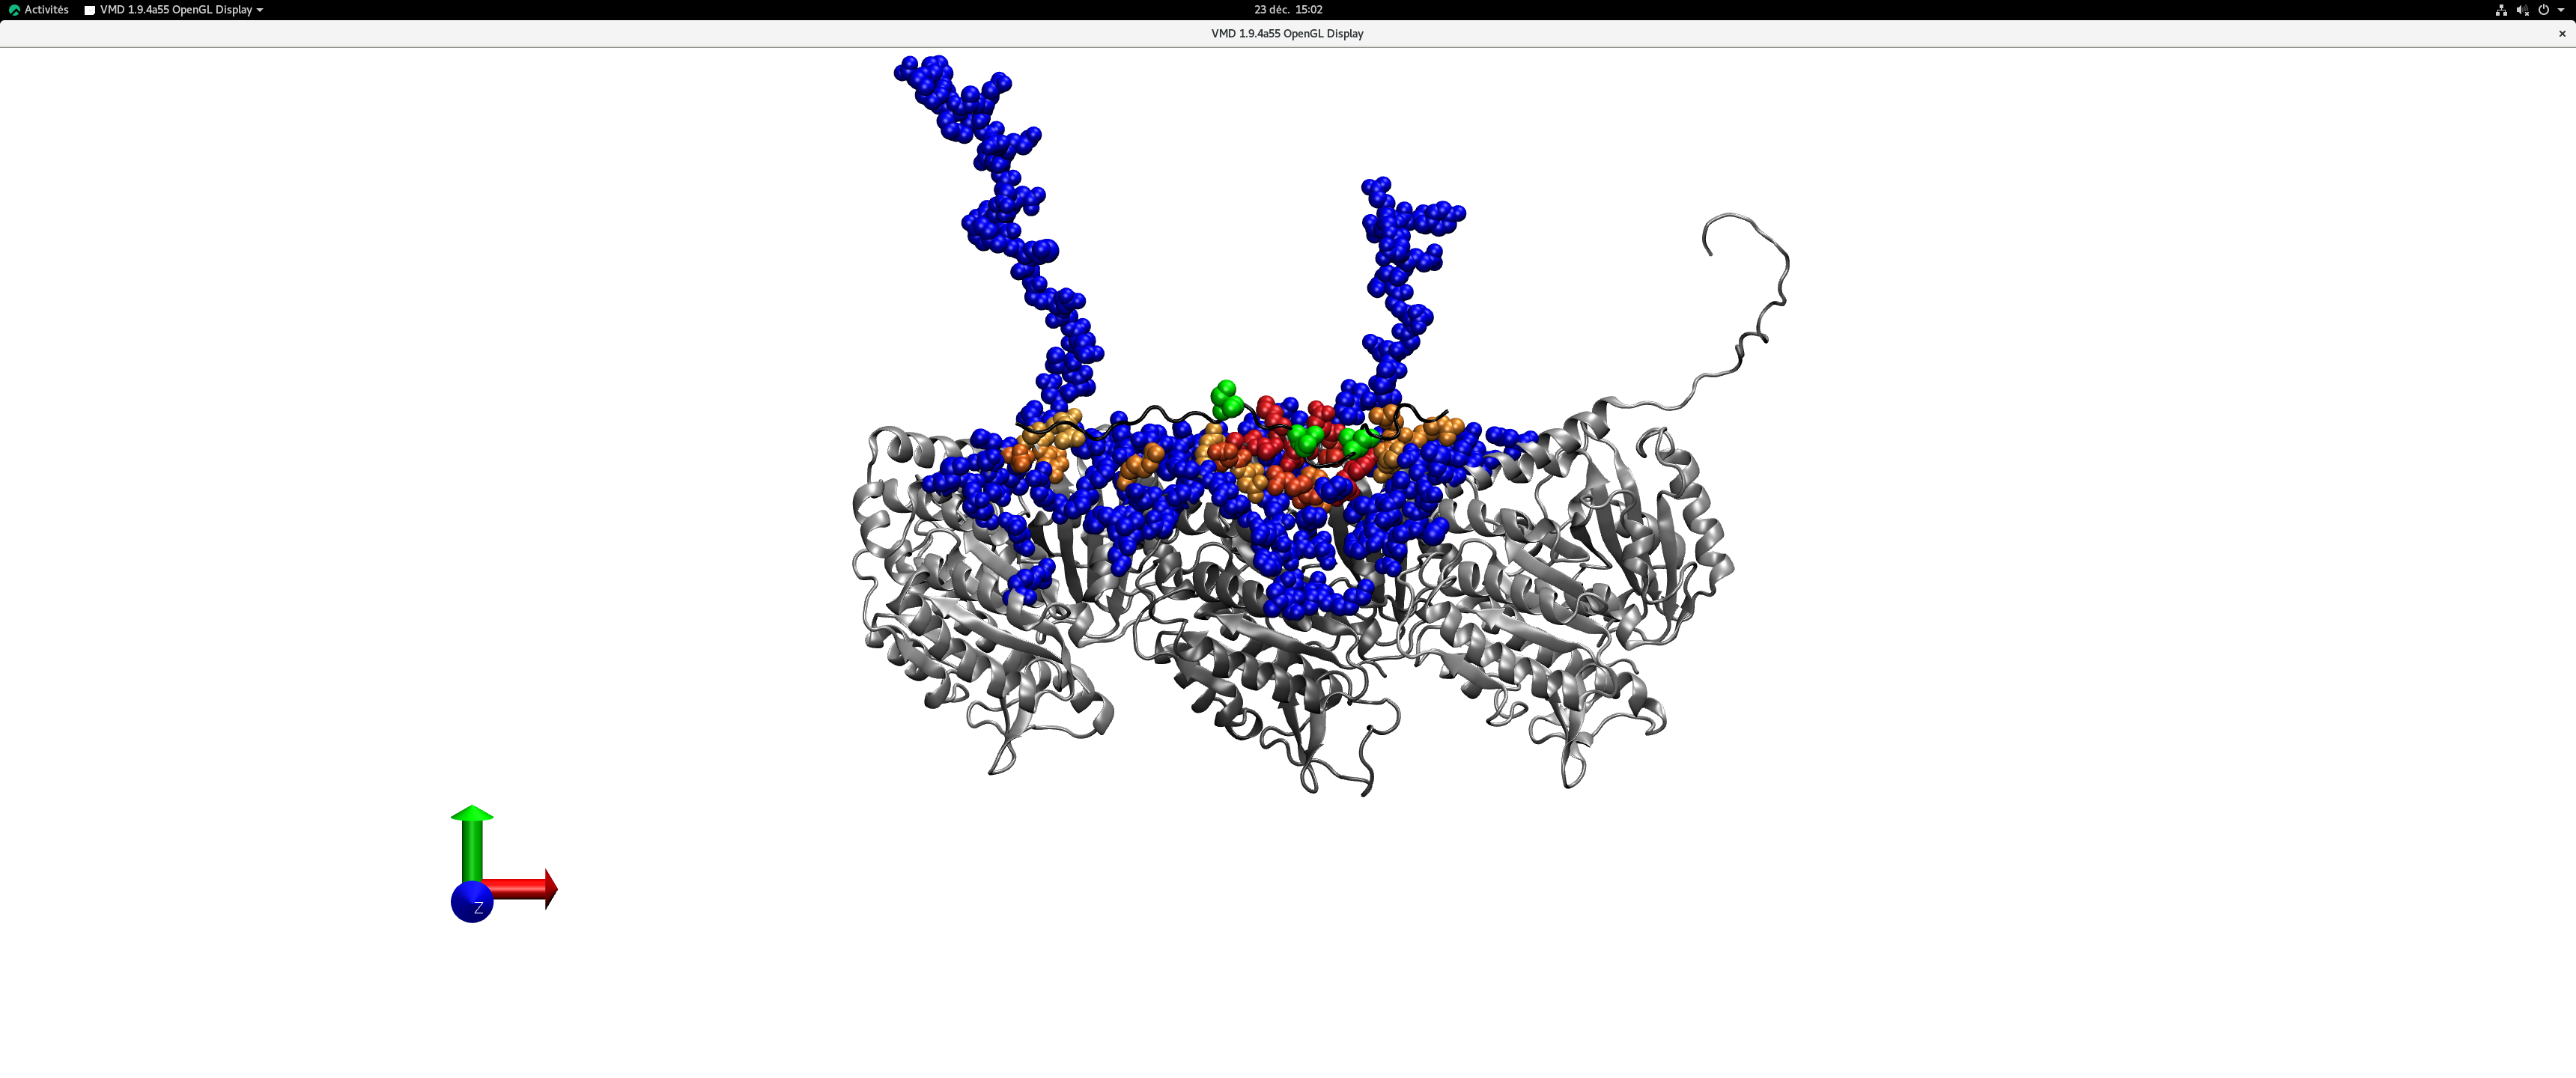 Activités VMD 1.9.4a55 OpenGL Display 23 déc. 15:02
VMD 1.9.4a55 OpenGL Display
Z